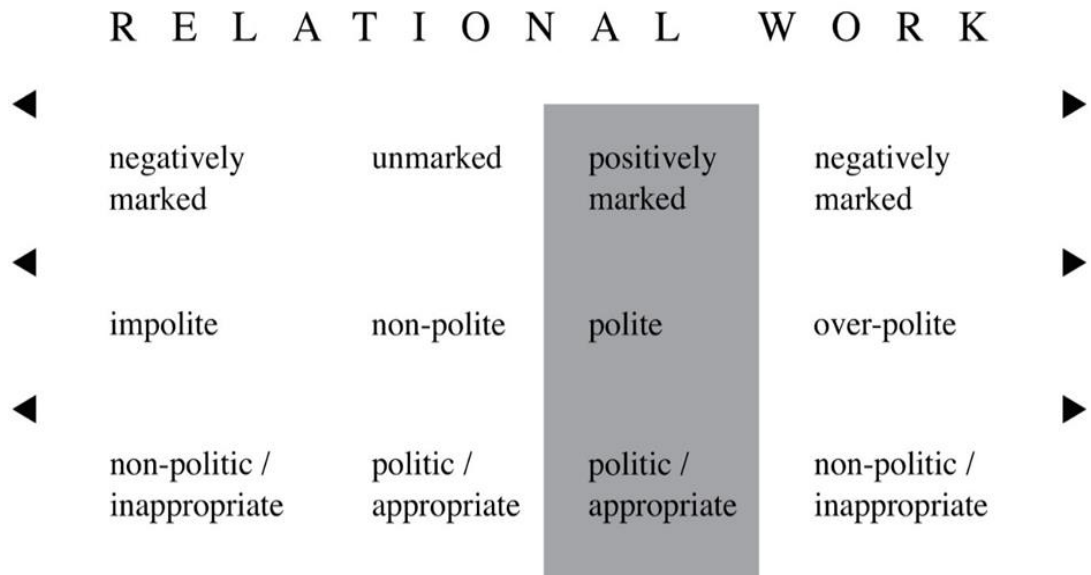 RELATIONAL WORK
negatively marked unmarked positively marked negatively marked
impolite non-polite polite over-polite
non-politic / inappropriate politic / appropriate politic / appropriate non-politic / inappropriate